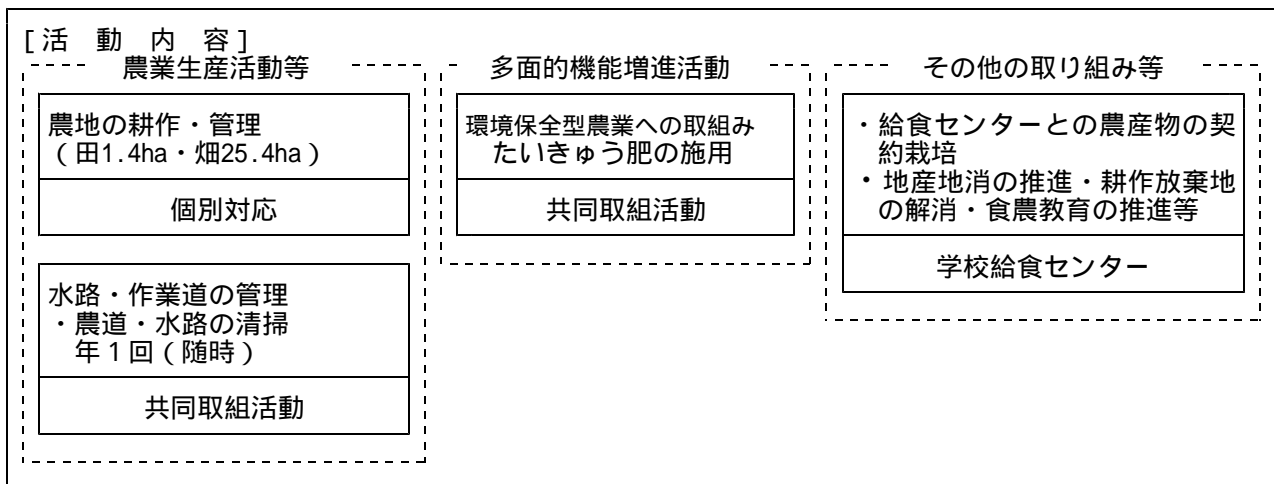 [活 動 内 容]
農業生産活動等
農地の耕作・管理
(田1.4ha・畑25.4ha)
個別対応
水路・作業道の管理
・農道・水路の清掃
年1回(随時)
共同取組活動
多面的機能増進活動
環境保全型農業への取組み
たいきゅう肥の施用
共同取組活動
その他の取り組み等
・給食センターとの農産物の契
約栽培
・地産地消の推進・耕作放棄地
の解消・食農教育の推進等
学校給食センター